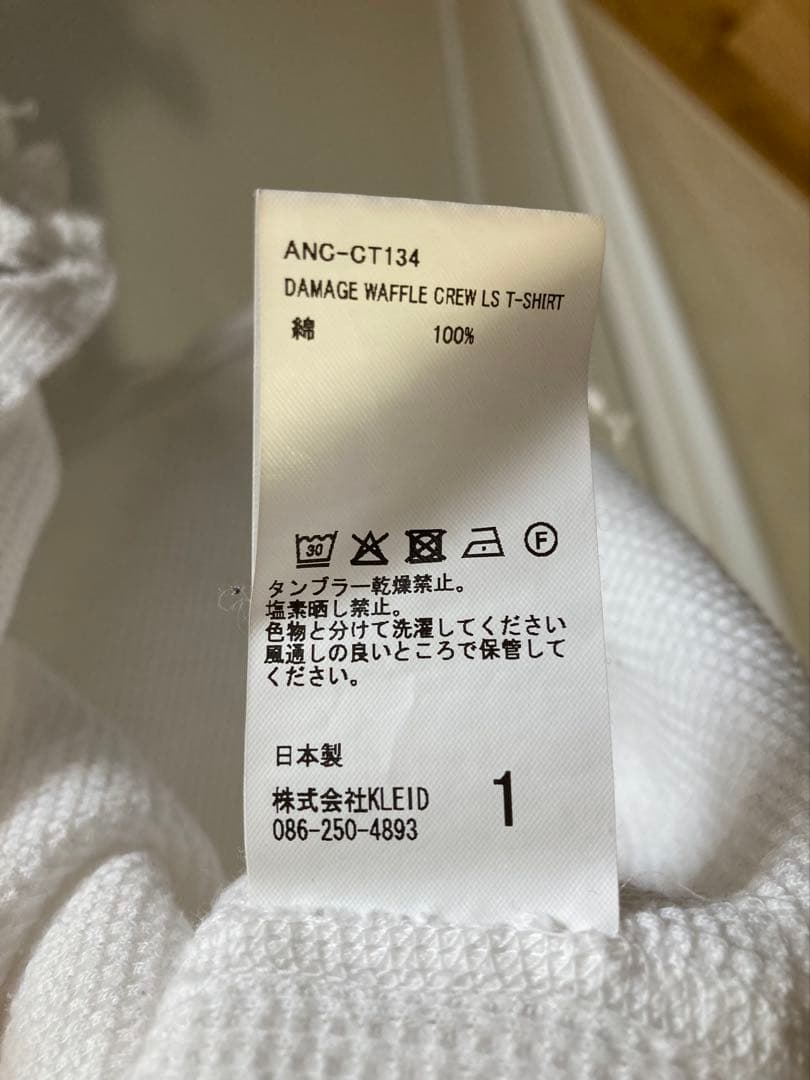 ANC-CT134
DAMAGE WAFFLE CREW LS T-SHIRT
綿 100%
30 F
タンブラー乾燥禁止。
塩素晒し禁止。
色物と分けて洗濯してください
風通しの良いところで保管して
ください。
日本製
株式会社KLEID
086-250-4893
1